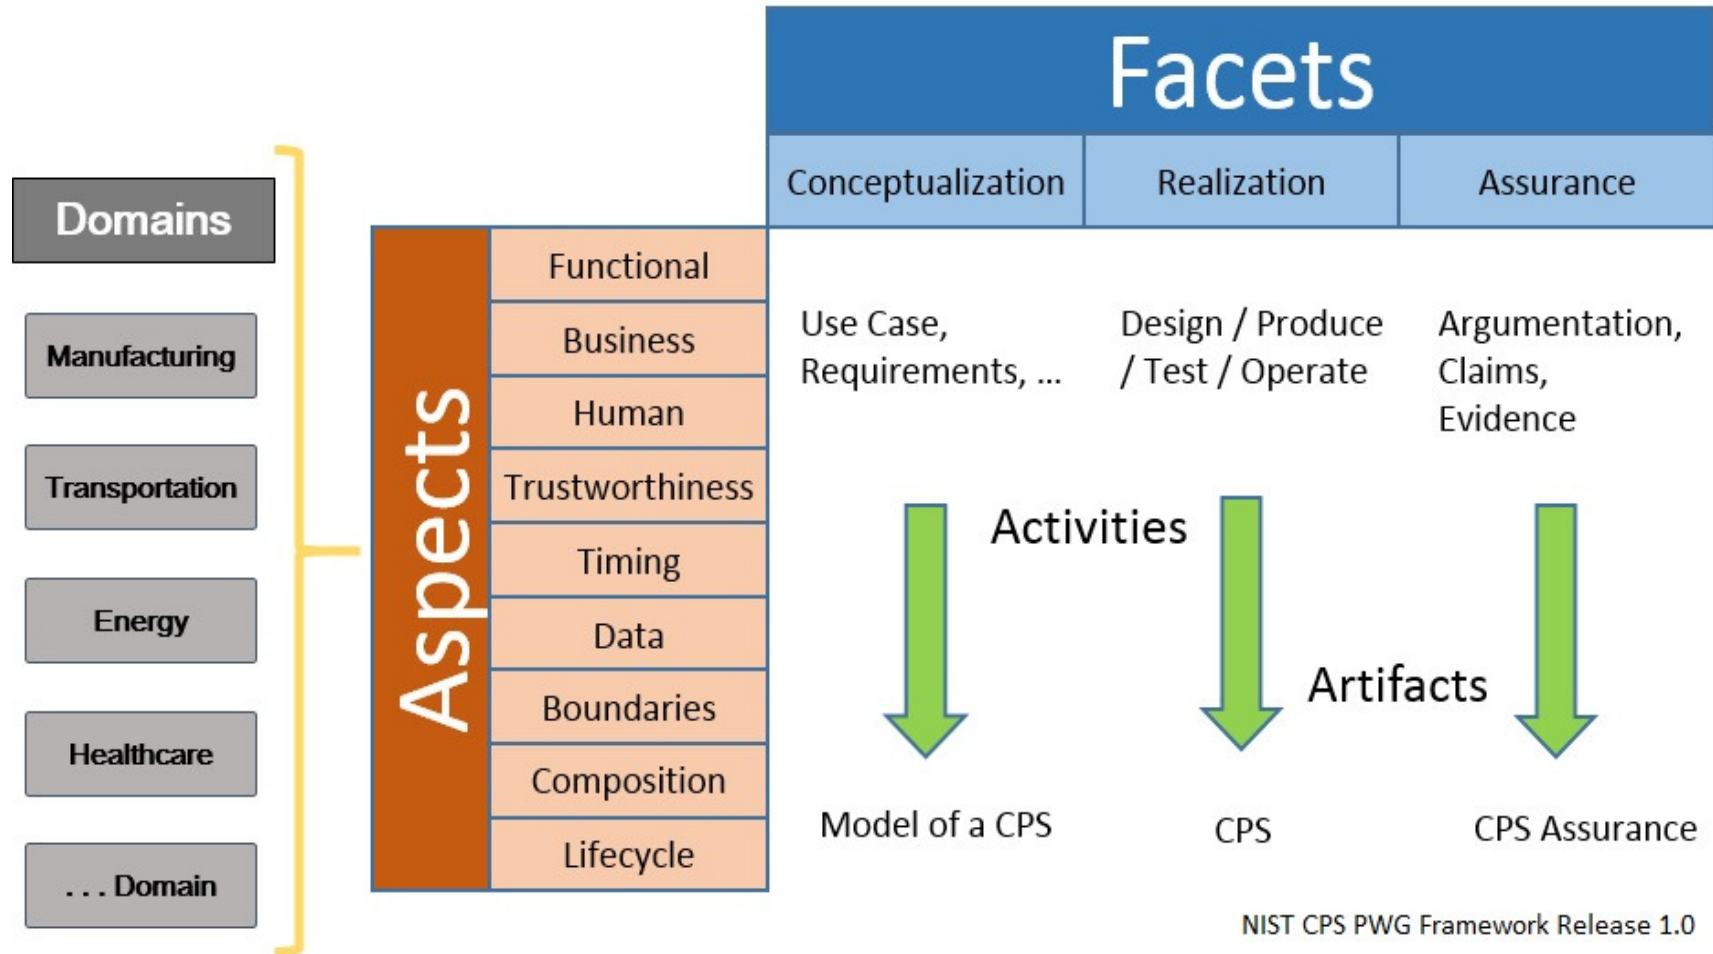 Facets
Conceptualization
Realization
Assurance
Domains
Manufacturing
Transportation
Energy
Healthcare
. . . Domain
Aspects
Functional
Business
Human
Trustworthiness
Timing
Data
Boundaries
Composition
Lifecycle
Use Case,
Requirements, ...
Design / Produce
/ Test / Operate
Argumentation,
Claims,
Evidence
Activities
Artifacts
Model of a CPS
CPS
CPS Assurance
NIST CPS PWG Framework Release 1.0